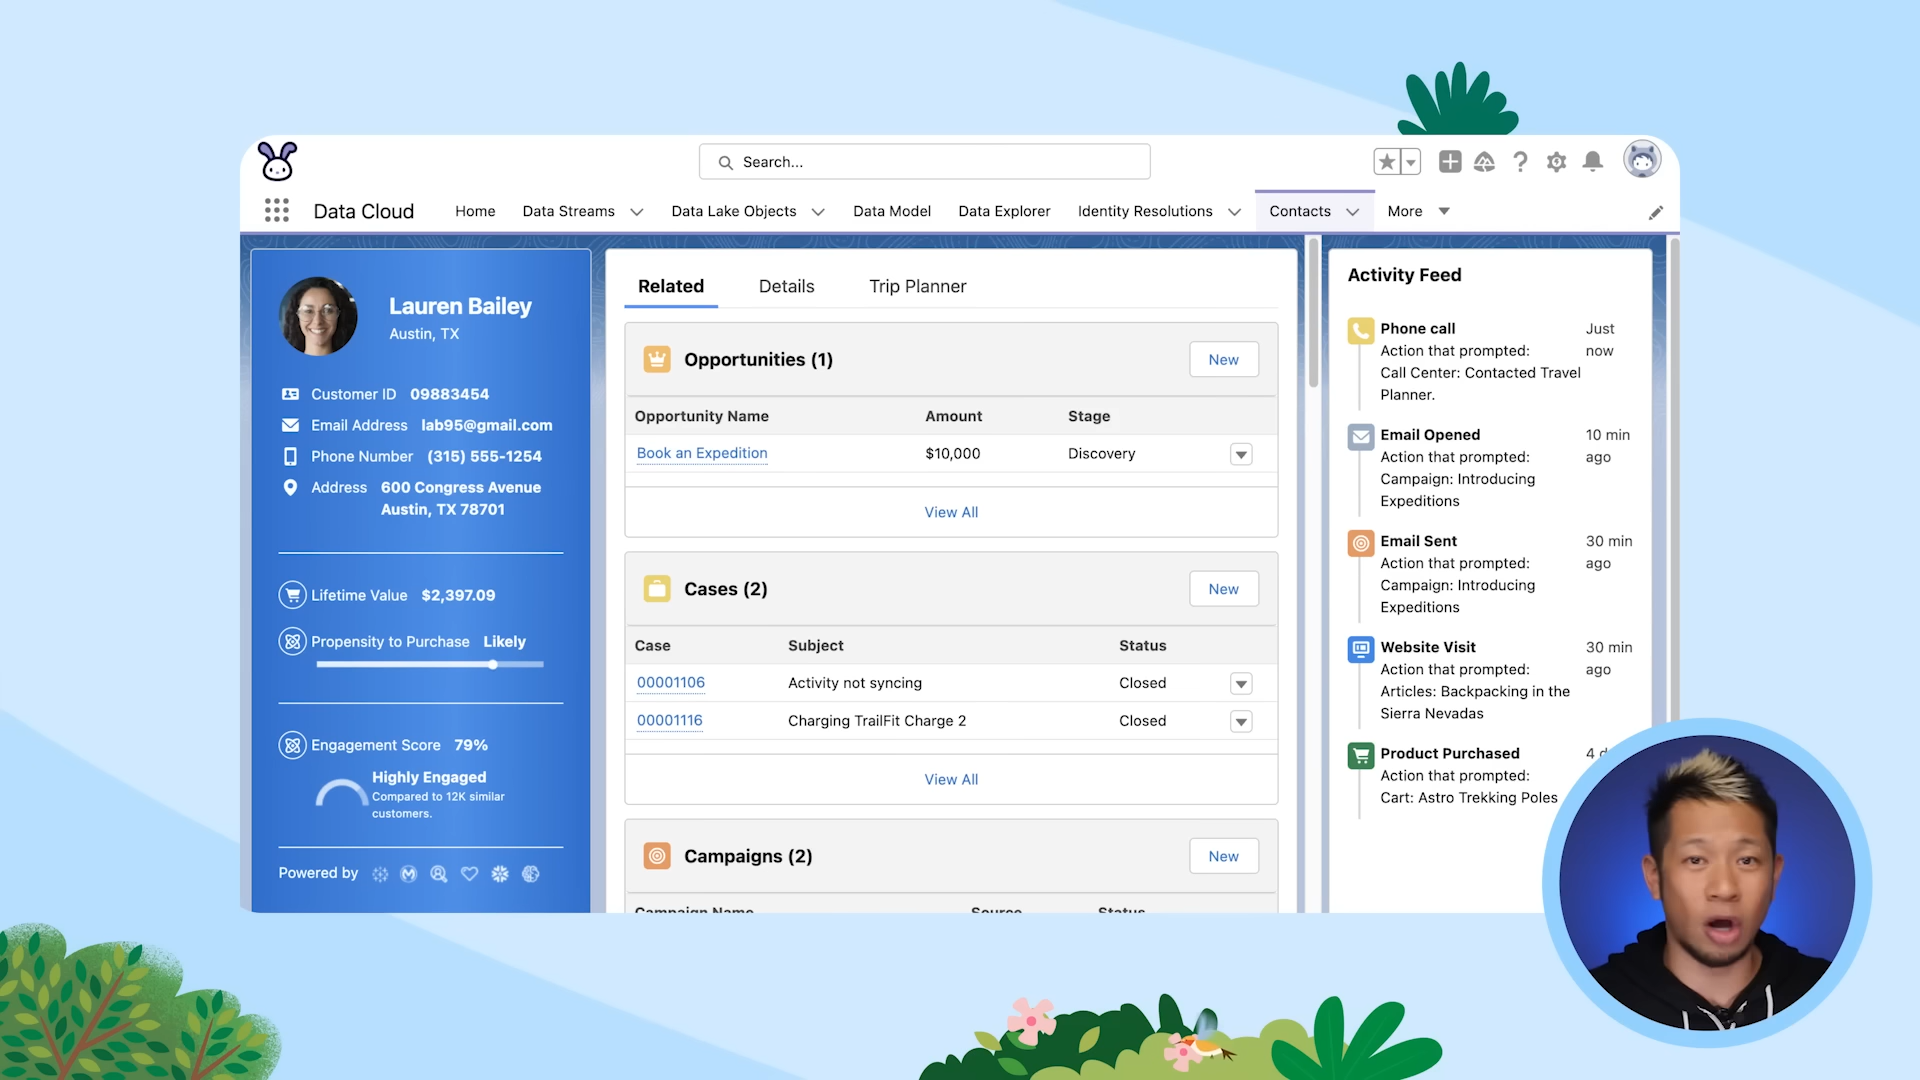 Search...
Data Cloud
Home
Data Streams
Data Lake Objects
Data Model
Data Explorer
Identity Resolutions
Contacts
More
Lauren Bailey
Austin, TX
Customer ID 09883454
Email Address lab95@gmail.com
Phone Number (315) 555-1254
Address 600 Congress Avenue
Austin, TX 78701
Lifetime Value $2,397.09
Propensity to Purchase Likely
Engagement Score 79%
Highly Engaged
Compared to 12K similar
customers.
Powered by
Related
Details
Trip Planner
Opportunities (1)
New
Opportunity Name Amount Stage
Book an Expedition $10,000 Discovery
View All
Cases (2)
New
Case Subject Status
00001106 Activity not syncing Closed
00001116 Charging TrailFit Charge 2 Closed
View All
Campaigns (2)
New
Campaign Name Source Status
Activity Feed
Phone call Just
now
Action that prompted:
Call Center: Contacted Travel
Planner.
Email Opened 10 min
ago
Action that prompted:
Campaign: Introducing
Expeditions
Email Sent 30 min
ago
Action that prompted:
Campaign: Introducing
Expeditions
Website Visit 30 min
ago
Action that prompted:
Articles: Backpacking in the
Sierra Nevadas
Product Purchased 4
Action that prompted:
Cart: Astro Trekking Poles